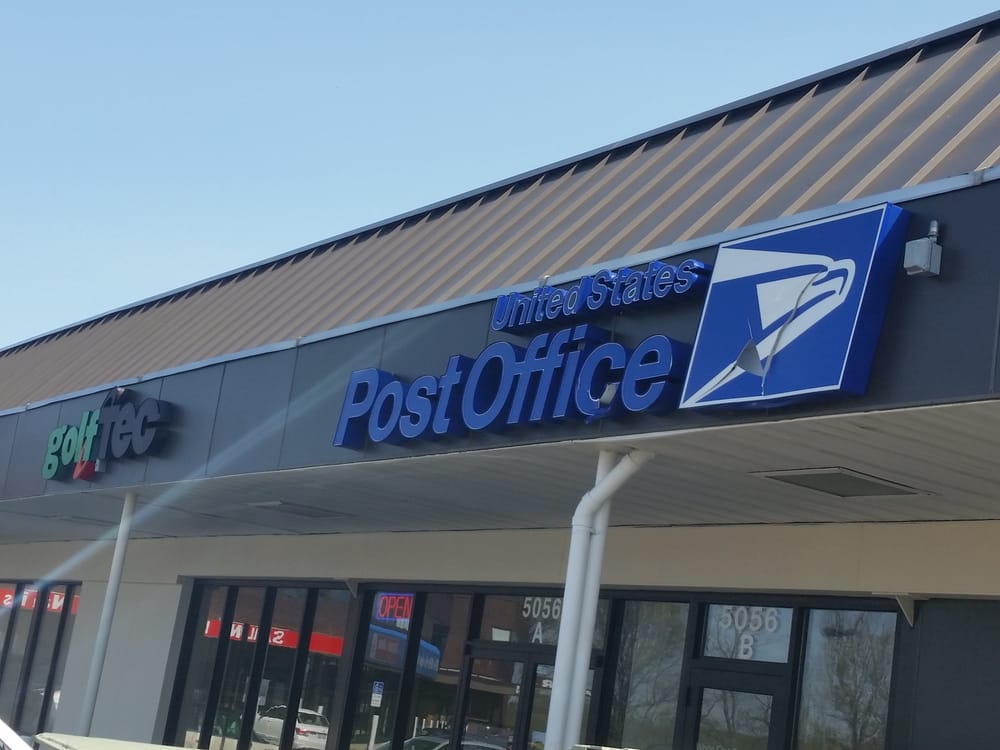 United States
Post Office
golfTEC
OPEN
5056
A
5056
B